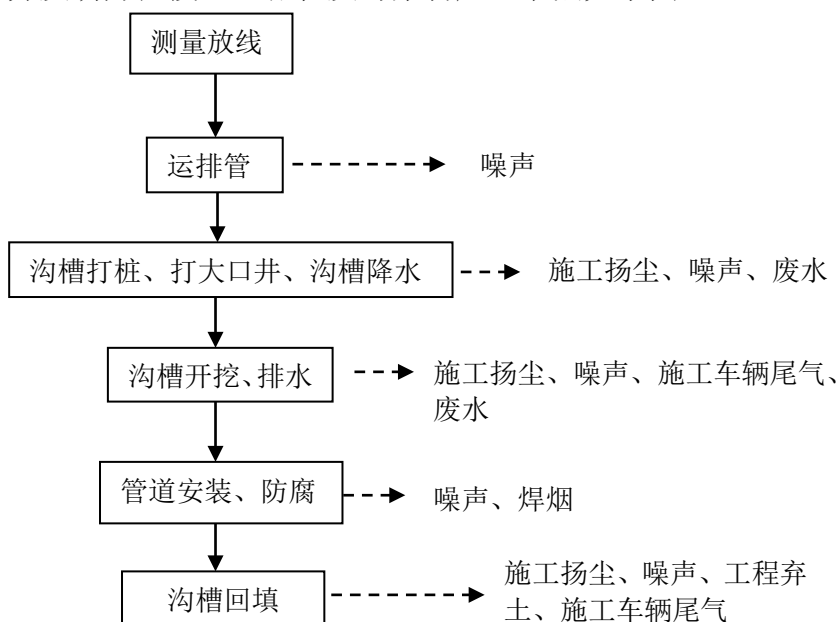 测量放线
运排管
噪声
沟槽打桩、打大口井、沟槽降水
施工扬尘、噪声、废水
沟槽开挖、排水
施工扬尘、噪声、施工车辆尾气、
废水
管道安装、防腐
噪声、焊烟
沟槽回填
施工扬尘、噪声、工程弃
土、施工车辆尾气